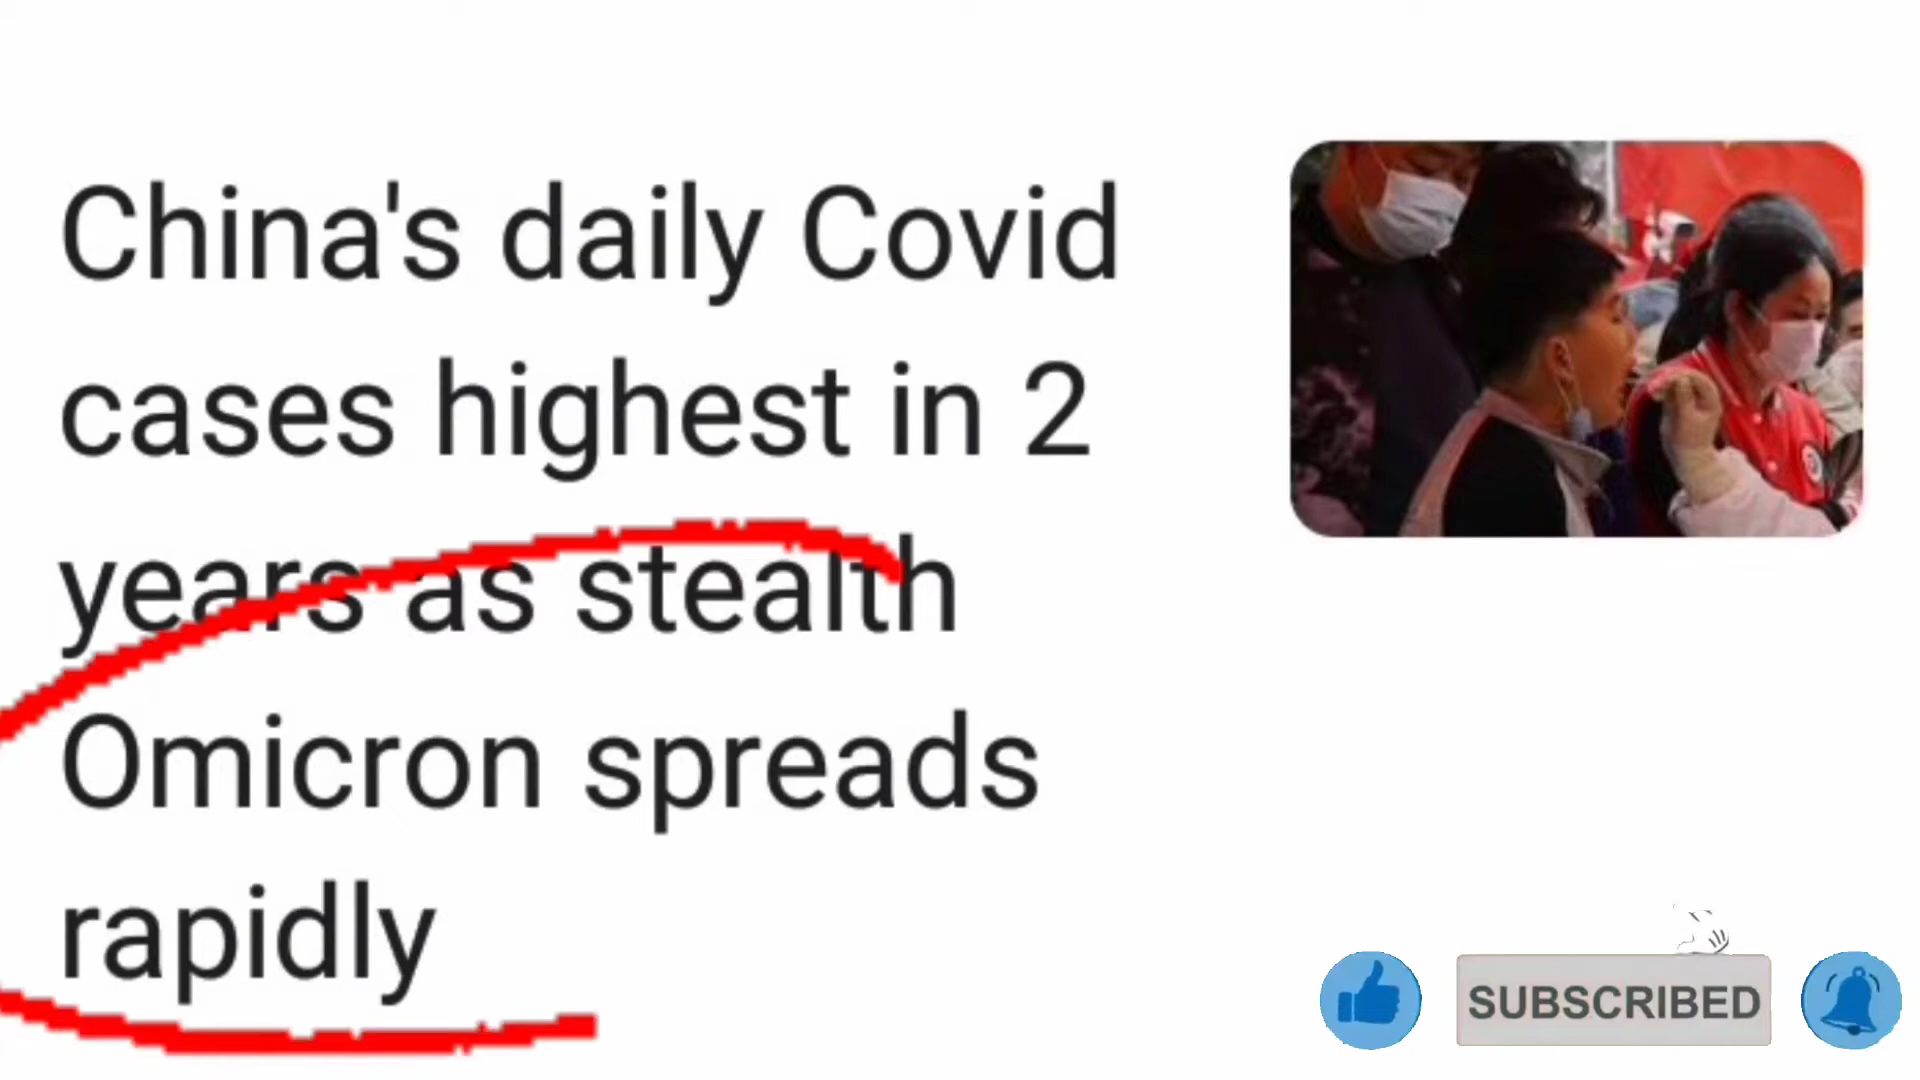 China's daily Covid
cases highest in 2
years as stealth
Omicron spreads
rapidly
SUBSCRIBED